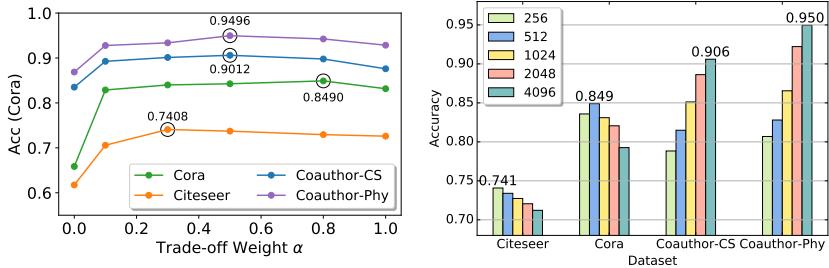 Acc (Cora)
1.0
0.9
0.8
0.7
0.6
0.9496
0.9012
0.8490
0.7408
Cora
Citeseer
Coauthor-CS
Coauthor-Phy
0.0 0.2 0.4 0.6 0.8 1.0
Trade-off Weight α
Accuracy
0.95
0.90
0.85
0.80
0.75
0.70
256
512
1024
2048
4096
0.741
0.849
0.906
0.950
Citeseer Cora Coauthor-CS Coauthor-Phy
Dataset